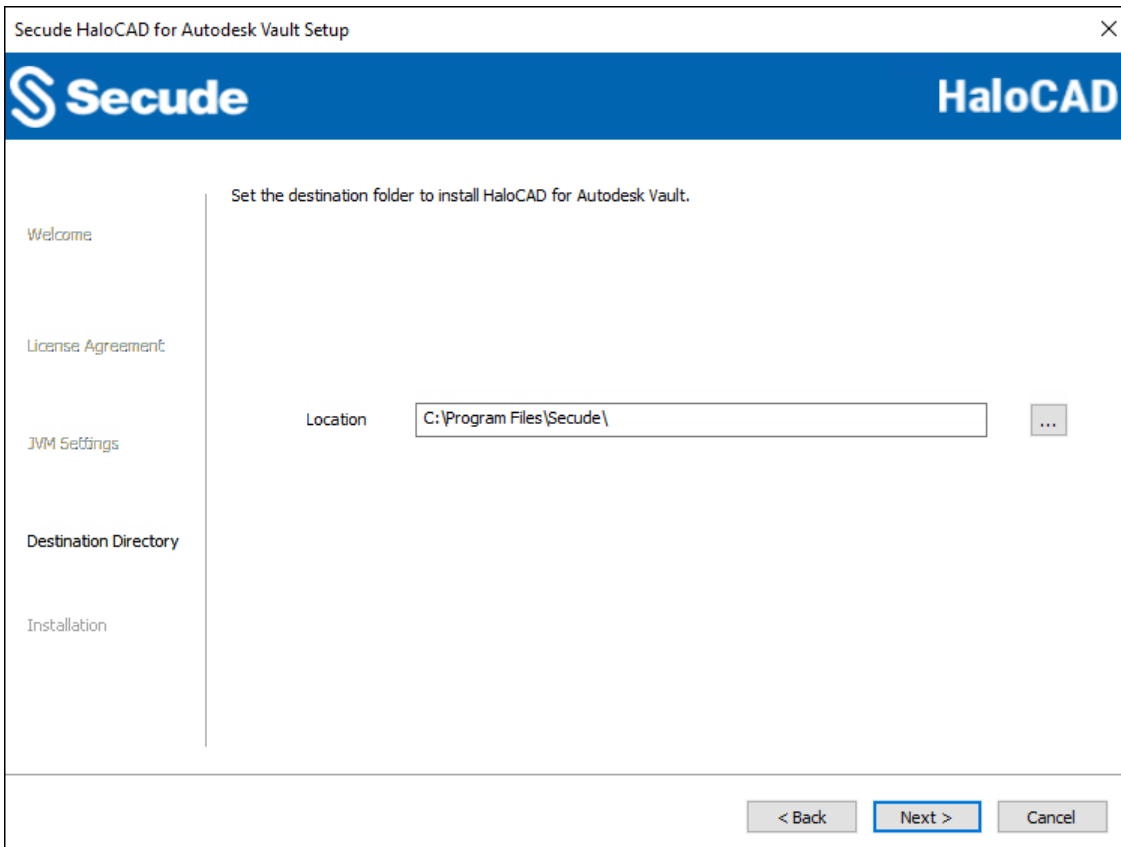 Secude HaloCAD for Autodesk Vault Setup
Secude
HaloCAD
Set the destination folder to install HaloCAD for Autodesk Vault.
Welcome
License Agreement
Location
C:\Program Files\Secude\
...
JVM Settings
Destination Directory
Installation
< Back
Next >
Cancel